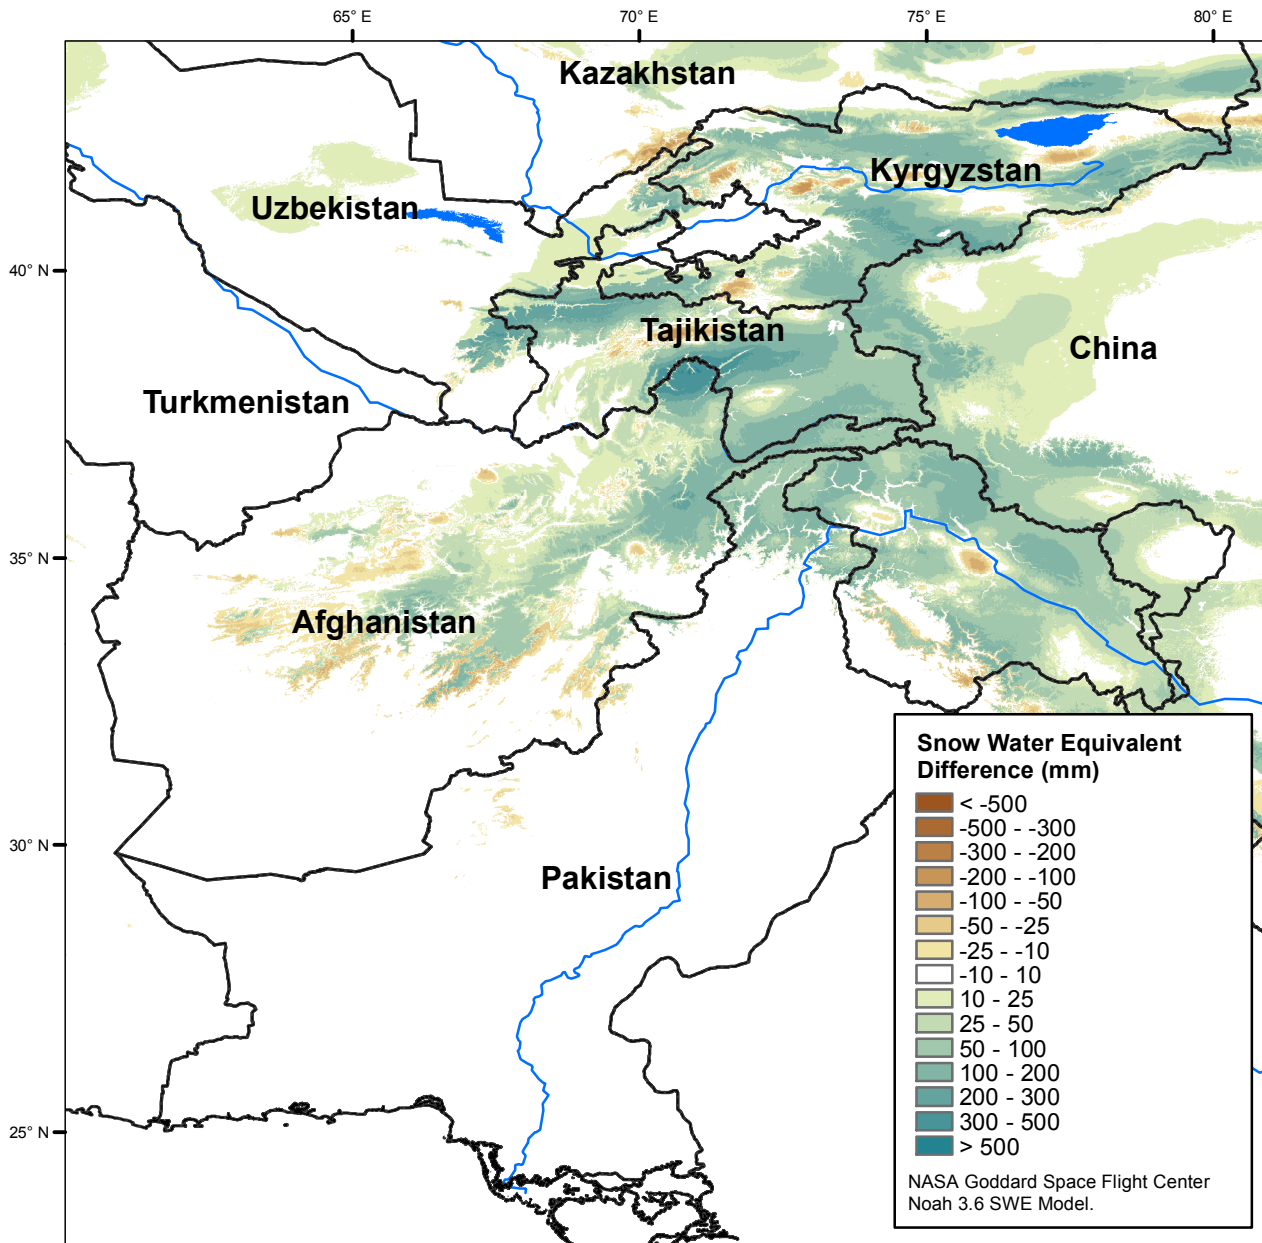 65° E
70° E
75° E
80° E
Kazakhstan
Kyrgyzstan
Uzbekistan
40° N
Tajikistan
China
Turkmenistan
35° N
Afghanistan
30° N
Pakistan
25° N
Snow Water Equivalent
Difference (mm)
< -500
-500 - -300
-300 - -200
-200 - -100
-100 - -50
-50 - -25
-25 - -10
-10 - 10
10 - 25
25 - 50
50 - 100
100 - 200
200 - 300
300 - 500
> 500
NASA Goddard Space Flight Center
Noah 3.6 SWE Model.